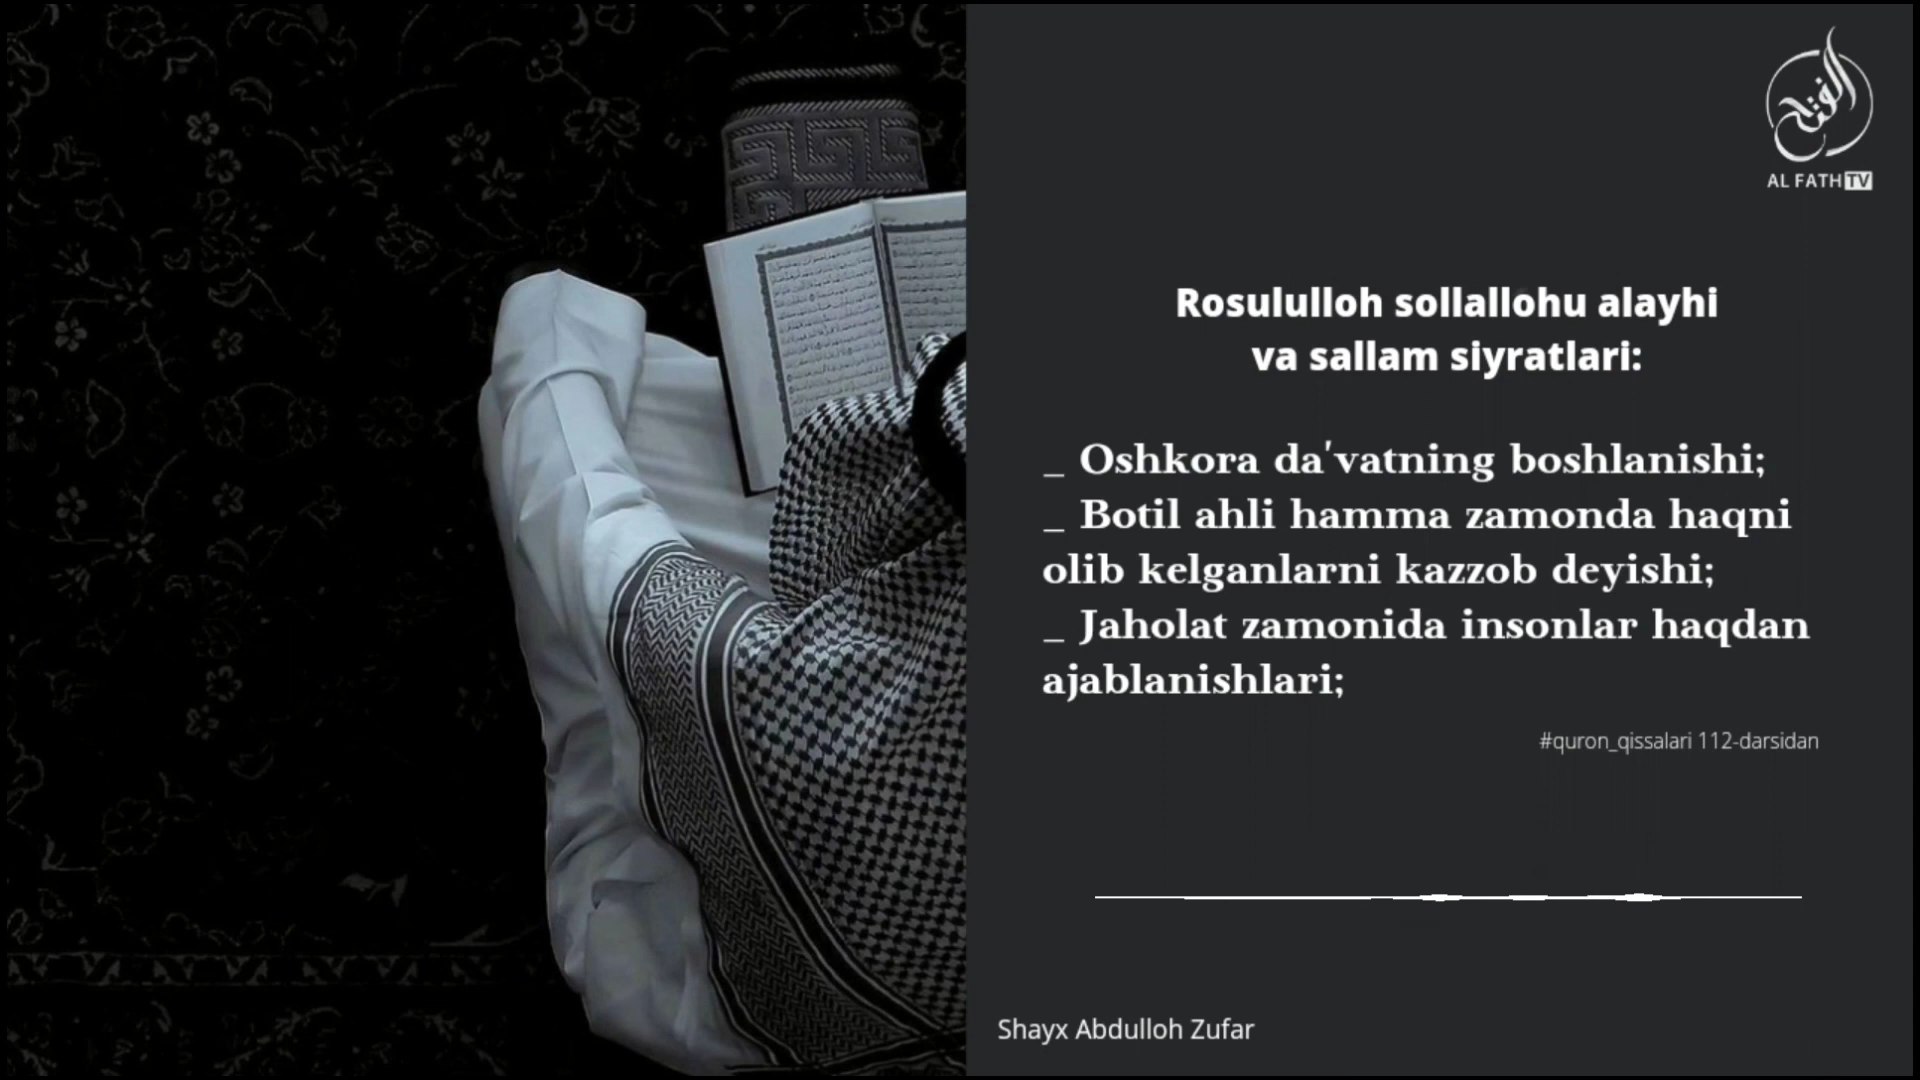 الفتح
AL FATH TV
Rosululloh sollallohu alayhi
va sallam siyratlari:
_ Oshkora da'vatning boshlanishi;
_ Botil ahli hamma zamonda haqni
olib kelganlarni kazzob deyishi;
_ Jaholat zamonida insonlar haqdan
ajablanishlari;
#quron_qissalari 112-darsidan
Shayx Abdulloh Zufar